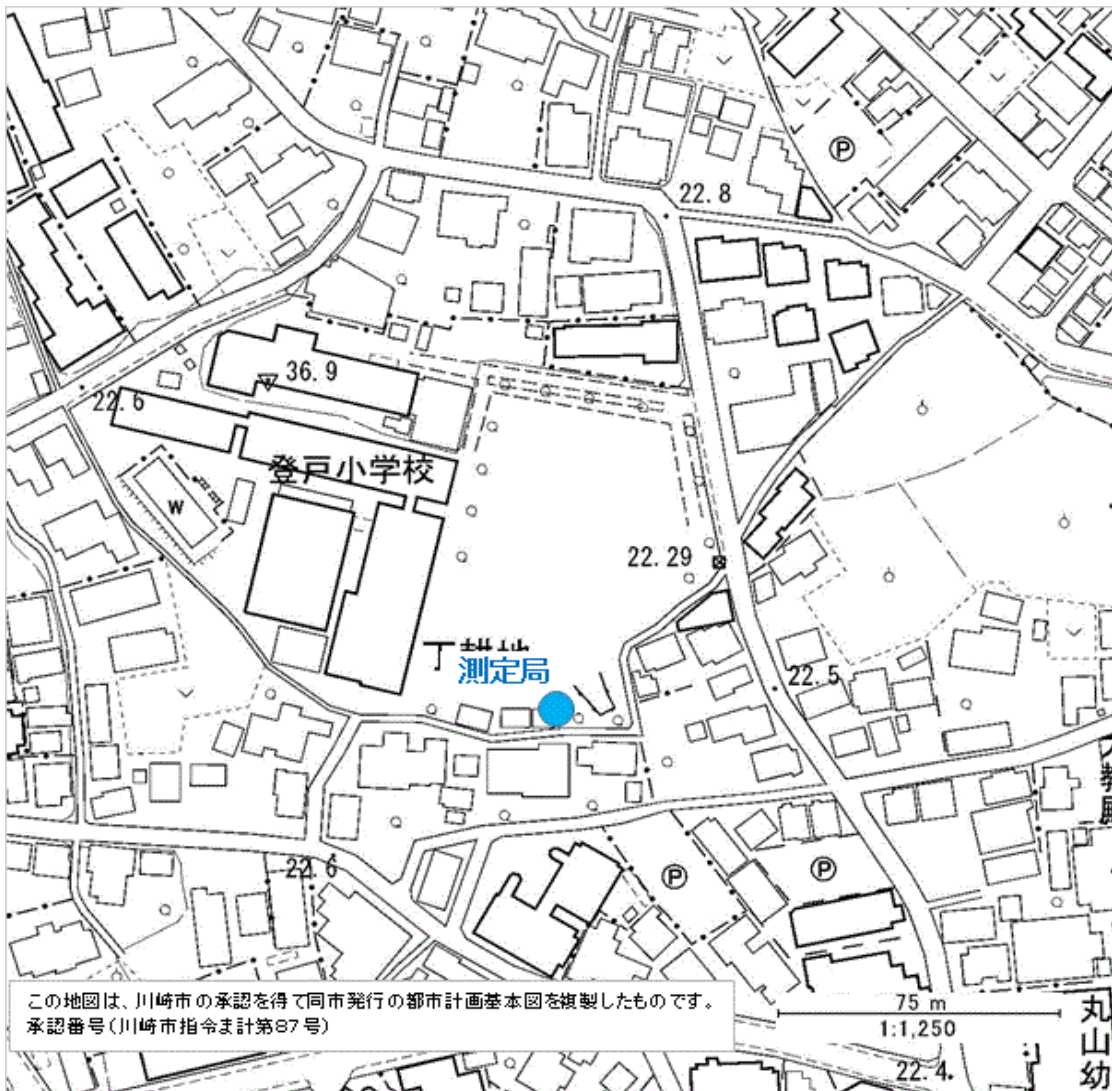 Ⓟ
22.8
36.9
22.6
登戸小学校
W
22.29
測定局
22.5
22.6
Ⓟ
Ⓟ
この地図は、川崎市の承認を得て同市発行の都市計画基本図を複製したものです。
承認番号(川崎市指令ま計第87号)
75 m
1:1,250
22.4
丸山幼